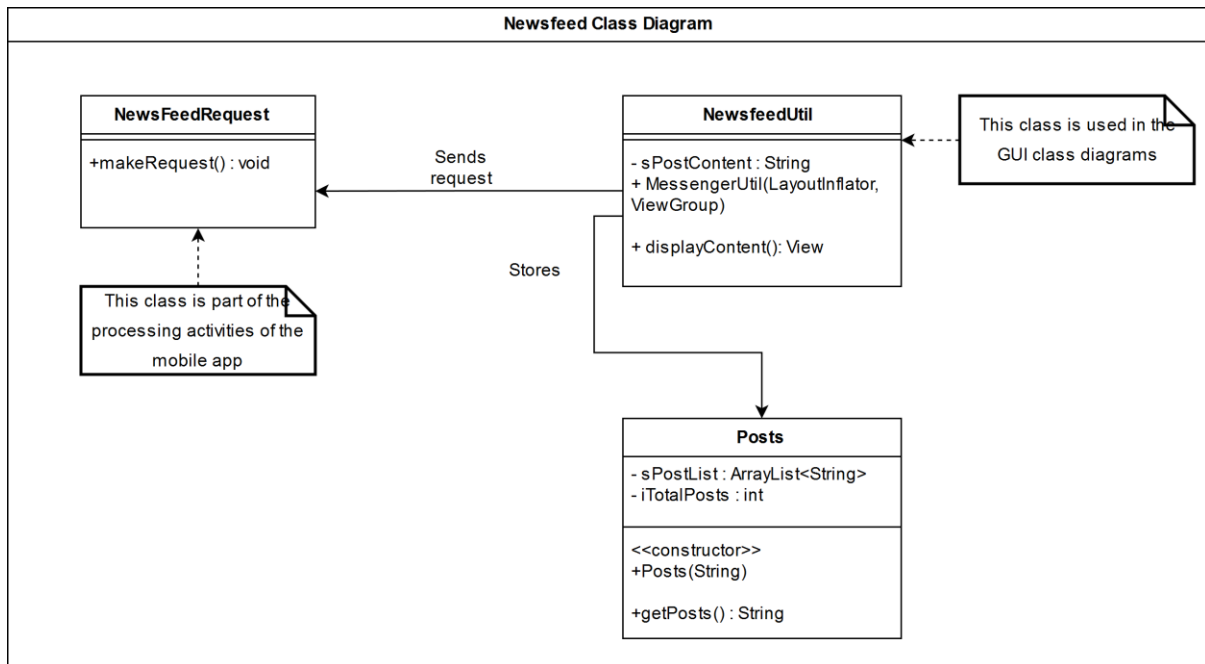 Newsfeed Class Diagram
NewsFeedRequest
+makeRequest() : void
This class is part of the
processing activities of the
mobile app
Sends
request
Stores
NewsfeedUtil
- sPostContent : String
+ MessengerUtil(LayoutInflator,
ViewGroup)
+ displayContent(): View
This class is used in the
GUI class diagrams
Posts
- sPostList : ArrayList<String>
- iTotalPosts : int
<<constructor>>
+Posts(String)
+getPosts() : String